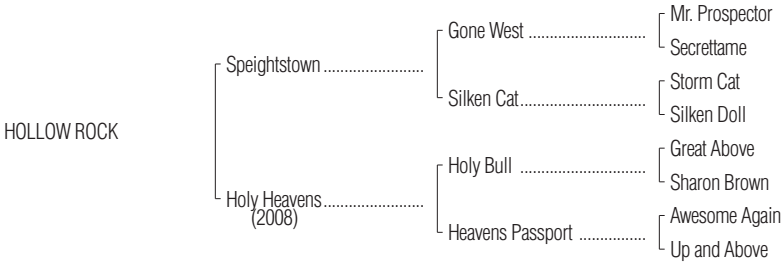 Mr. Prospector
Gone West ..............................
Secrettame
Speightstown ........................
Storm Cat
Silken Cat..............................
Silken Doll
HOLLOW ROCK
Great Above
Holy Bull ..............................
Sharon Brown
Holy Heavens........................
(2008)
Awesome Again
Heavens Passport ................
Up and Above